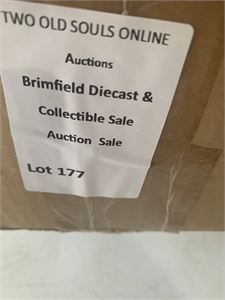 TWO OLD SOULS ONLINE
Auctions
Brimfield Diecast &
Collectible Sale
Auction Sale
Lot 177